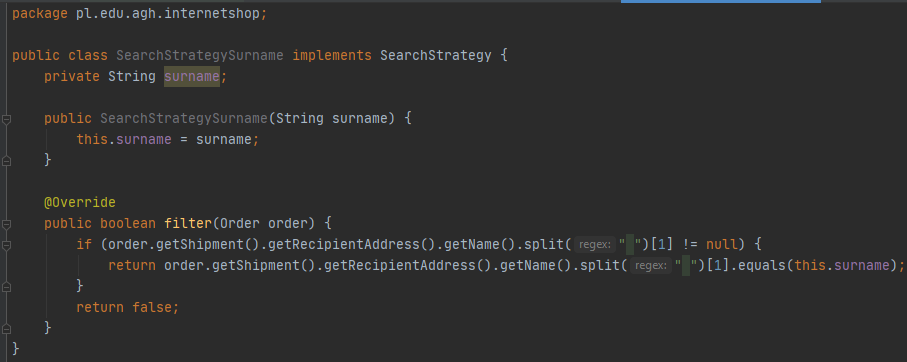 package pl.edu.agh.internetshop;

public class SearchStrategySurname implements SearchStrategy {
    private String surname;

    public SearchStrategySurname(String surname) {
        this.surname = surname;
    }

    @Override
    public boolean filter(Order order) {
        if (order.getShipment().getRecipientAddress().getName().split( regex: " ")[1] != null) {
            return order.getShipment().getRecipientAddress().getName().split( regex: " ")[1].equals(this.surname);
        }
        return false;
    }
}